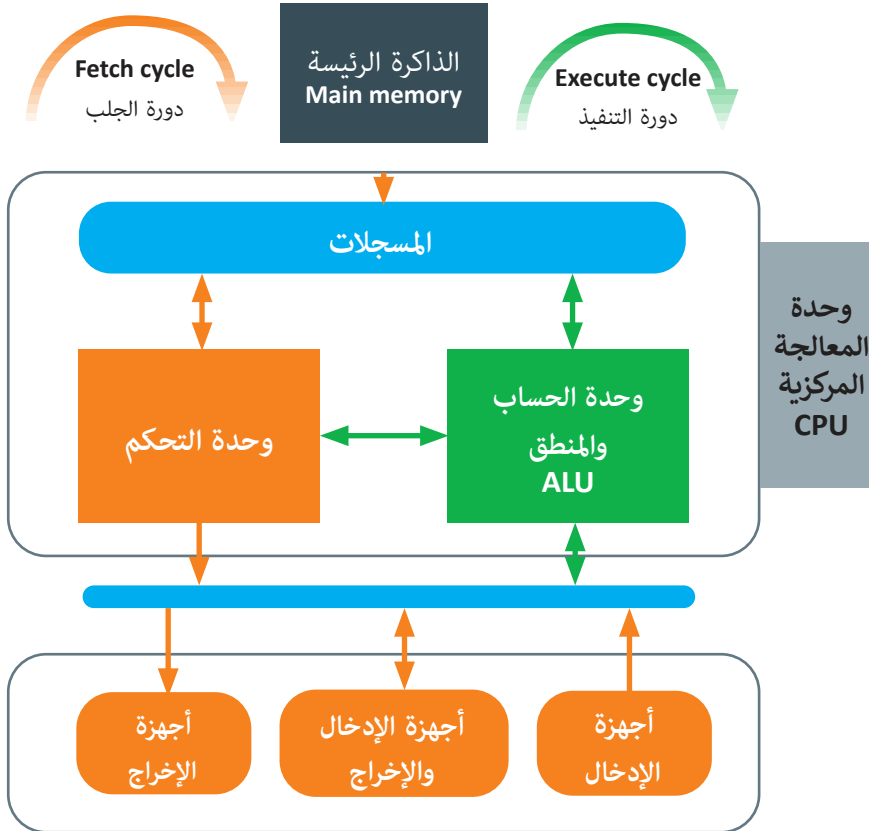 Fetch cycle
دورة الجلب
الذاكرة الرئيسة
Main memory
Execute cycle
دورة التنفيذ
المسجلات
وحدة
المعالجة
المركزية
CPU
وحدة الحساب
والمنطق
ALU
وحدة التحكم
أجهزة
الإدخال
أجهزة الإدخال
والإخراج
أجهزة
الإخراج